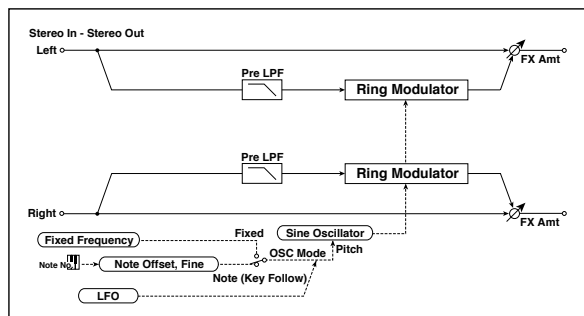 Stereo In - Stereo Out
Left
FX Amt
Pre LPF
Ring Modulator
Pre LPF
Ring Modulator
Right
FX Amt
Fixed
Sine Oscillator
Fixed Frequency
OSC Mode
Pitch
Note No.
Note Offset, Fine
Note (Key Follow)
LFO